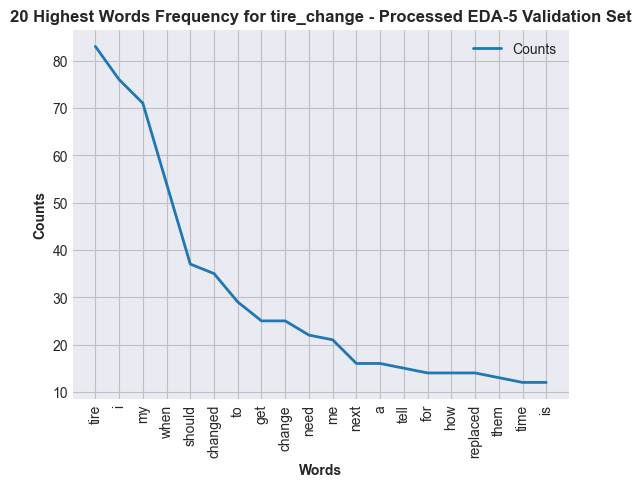 20 Highest Words Frequency for tire_change - Processed EDA-5 Validation Set
Counts
80
70
60
50
40
30
20
10
Counts
tire
i
my
when
should
changed
to
get
change
need
me
next
a
tell
for
how
replaced
them
time
is
Words